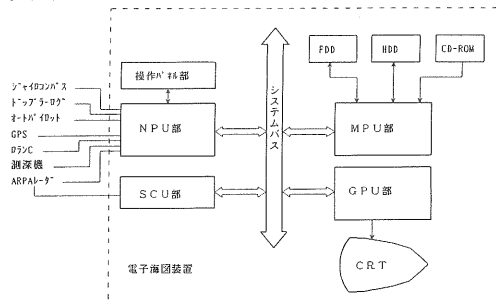 FDD
HDD
CD-ROM
操作ﾊﾟﾈﾙ部
ｼﾞｬｲﾛｺﾝﾊﾟｽ
ﾄﾞｯﾌﾟﾗｰﾛｸﾞ
ｵｰﾄﾊﾟｲﾛｯﾄ
GPS
ﾛﾗﾝC
測深機
ARPAﾚｰﾀﾞ
NPU部
システムバス
MPU部
SCU部
GPU部
電子海図装置
CRT